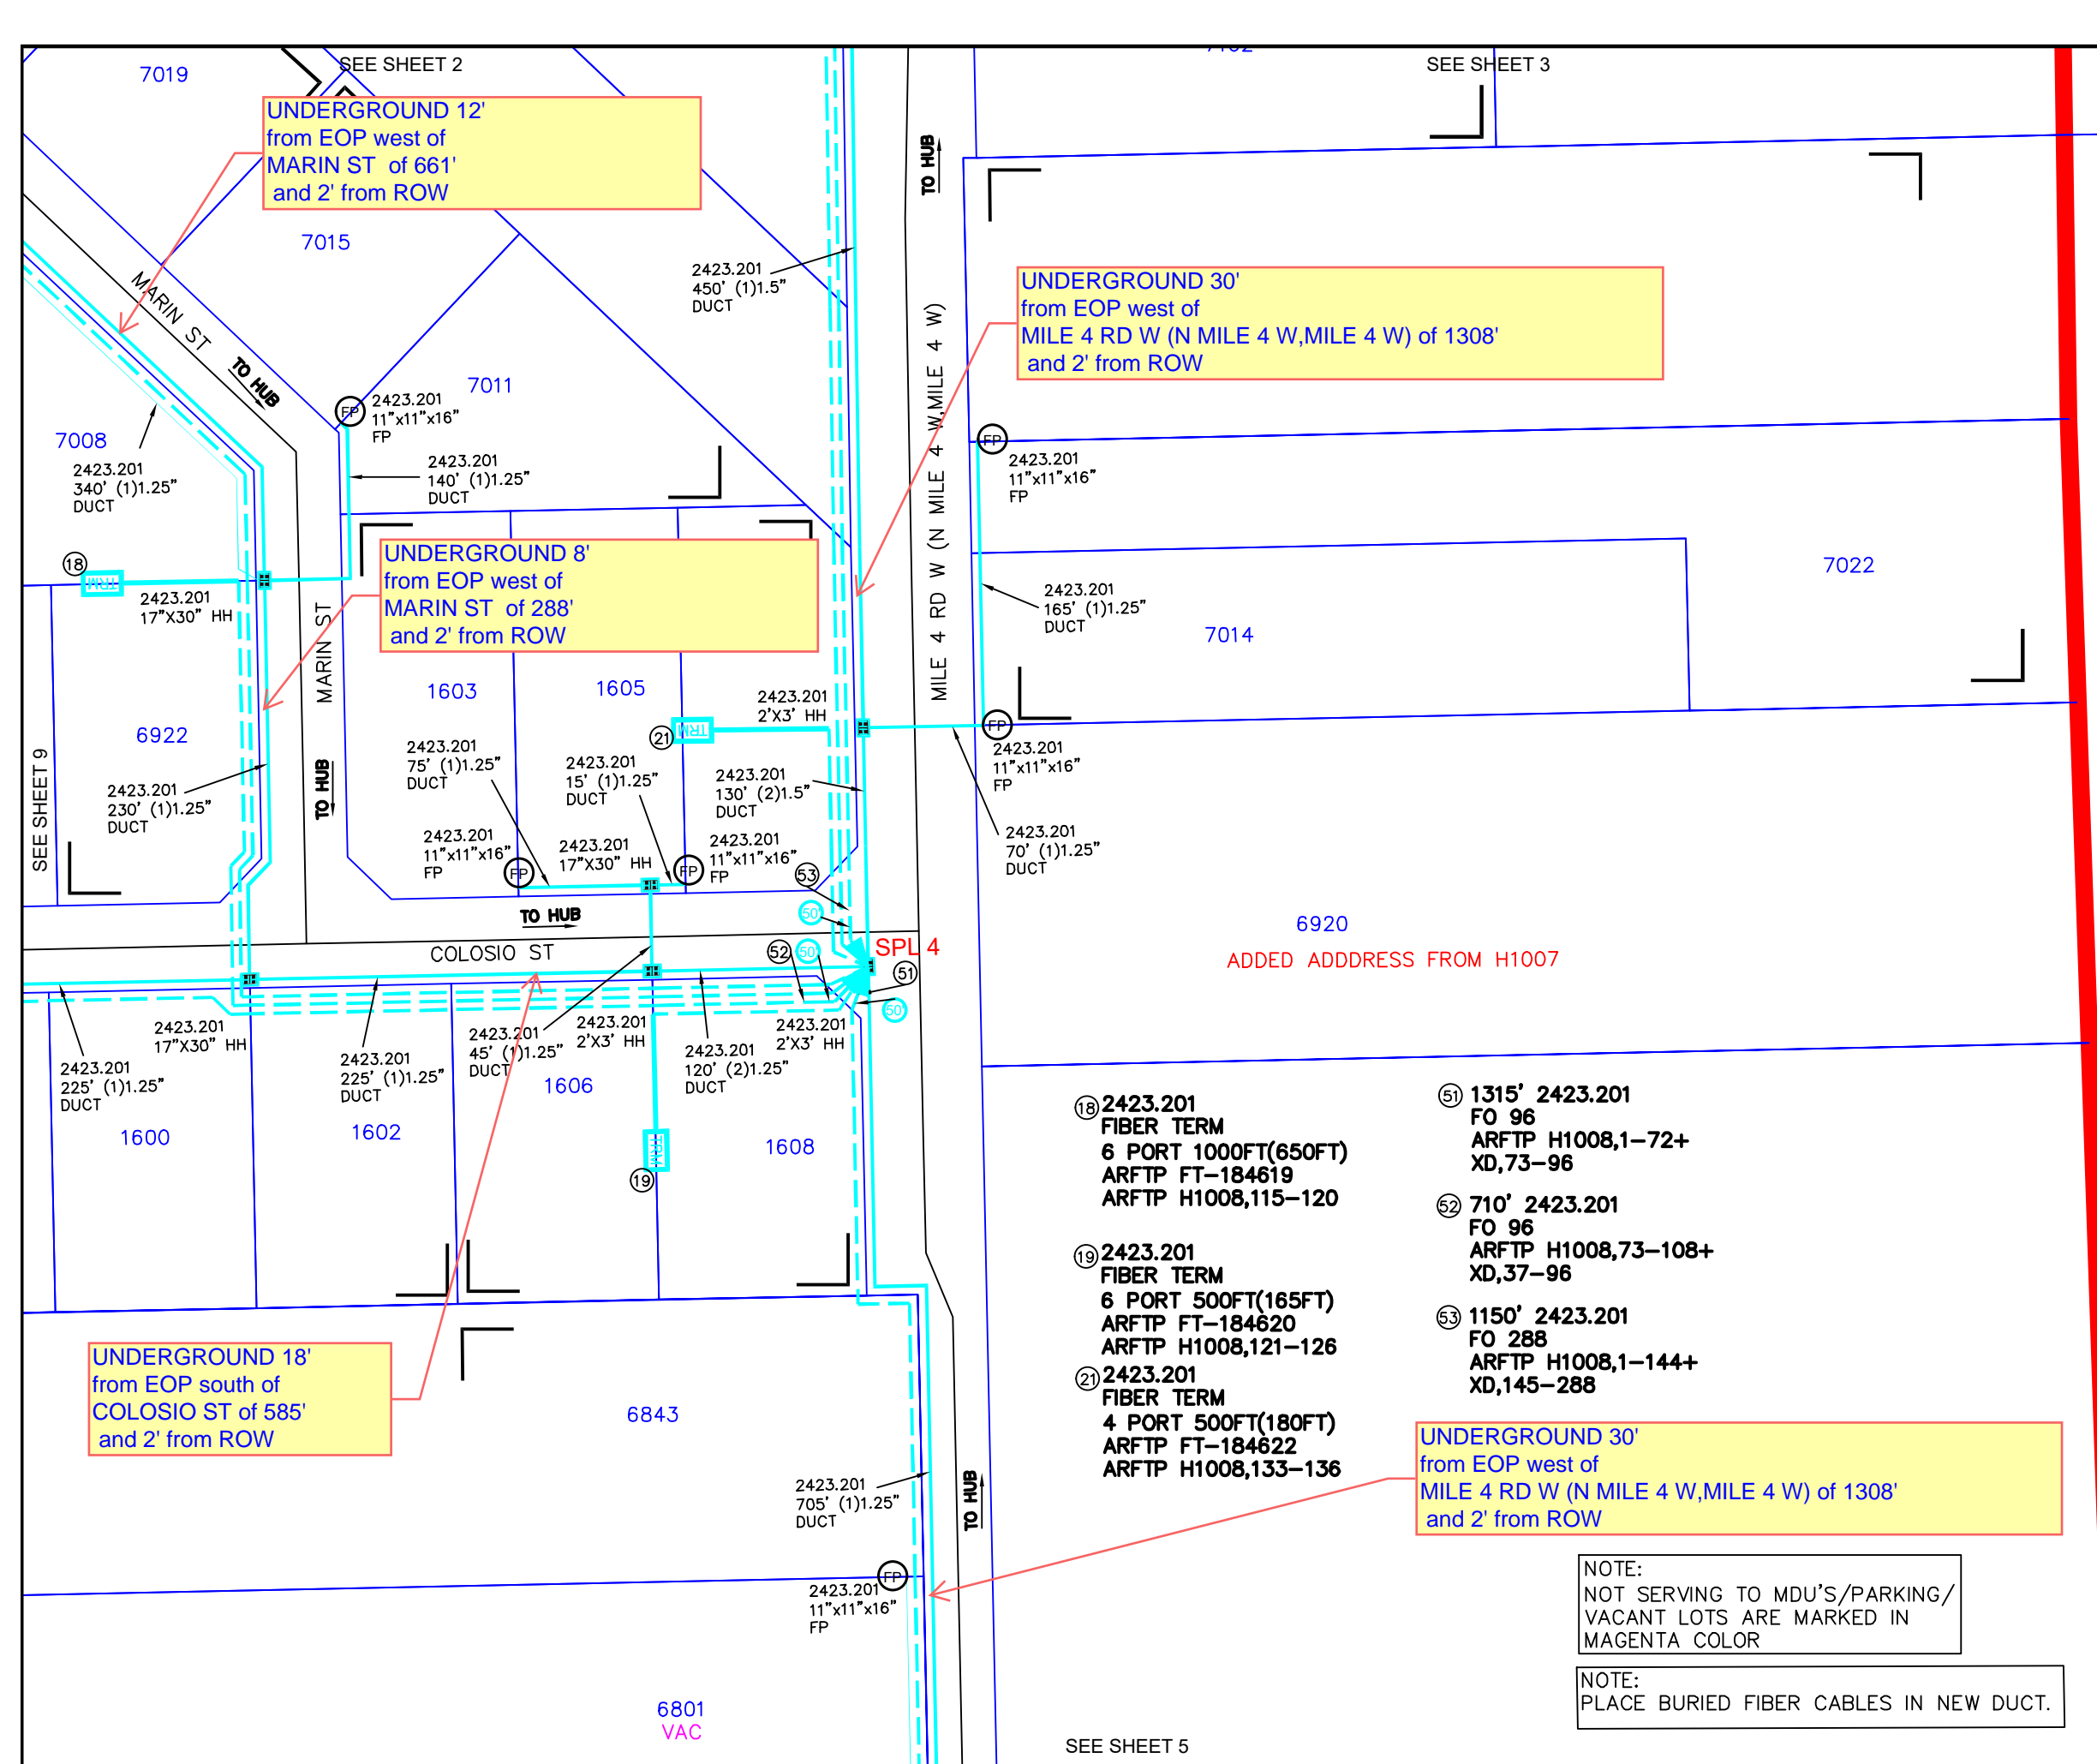 SEE SHEET 2
SEE SHEET 3
7019
UNDERGROUND 12'
from EOP west of
MARIN ST  of 661'
and 2' from ROW
TO HUB
7015
MARIN ST
TO HUB
2423.201
450' (1)1.5"
DUCT
UNDERGROUND 30'
from EOP west of
MILE 4 RD W (N MILE 4 W,MILE 4 W) of 1308'
and 2' from ROW
MILE 4 RD W (N MILE 4 W,MILE 4 W)
7011
FP
2423.201
11"x11"x16"
FP
7008
2423.201
340' (1)1.25"
DUCT
2423.201
140' (1)1.25"
DUCT
FP
2423.201
11"x11"x16"
FP
UNDERGROUND 8'
from EOP west of
MARIN ST  of 288'
and 2' from ROW
18
TRM
2423.201
17"X30" HH
2423.201
165' (1)1.25"
DUCT
7022
7014
MARIN ST
1603
1605
2423.201
2'X3' HH
21
TRM
FP
2423.201
11"x11"x16"
FP
6922
SEE SHEET 9
TO HUB
2423.201
230' (1)1.25"
DUCT
2423.201
75' (1)1.25"
DUCT
2423.201
15' (1)1.25"
DUCT
2423.201
130' (2)1.5"
DUCT
2423.201
70' (1)1.25"
DUCT
2423.201
11"x11"x16"
FP
FP
2423.201
17"X30" HH
FP
2423.201
11"x11"x16"
FP
53
50'
TO HUB
COLOSIO ST
52
50'
SPL 4
51
50'
6920
ADDED ADDDRESS FROM H1007
2423.201
17"X30" HH
2423.201
225' (1)1.25"
DUCT
2423.201
225' (1)1.25"
DUCT
2423.201
45' (1)1.25"
DUCT
2423.201
2'X3' HH
2423.201
120' (2)1.25"
DUCT
2423.201
2'X3' HH
1600
1602
1606
1608
TRM
19
18 2423.201
FIBER TERM
6 PORT 1000FT(650FT)
ARFTP FT-184619
ARFTP H1008,115-120
19 2423.201
FIBER TERM
6 PORT 500FT(165FT)
ARFTP FT-184620
ARFTP H1008,121-126
21 2423.201
FIBER TERM
4 PORT 500FT(180FT)
ARFTP FT-184622
ARFTP H1008,133-136
51 1315' 2423.201
FO 96
ARFTP H1008,1-72+
XD,73-96
52 710' 2423.201
FO 96
ARFTP H1008,73-108+
XD,37-96
53 1150' 2423.201
FO 288
ARFTP H1008,1-144+
XD,145-288
UNDERGROUND 18'
from EOP south of
COLOSIO ST of 585'
and 2' from ROW
6843
UNDERGROUND 30'
from EOP west of
MILE 4 RD W (N MILE 4 W,MILE 4 W) of 1308'
and 2' from ROW
2423.201
705' (1)1.25"
DUCT
TO HUB
FP
2423.201
11"x11"x16"
FP
NOTE:
NOT SERVING TO MDU'S/PARKING/
VACANT LOTS ARE MARKED IN
MAGENTA COLOR
NOTE:
PLACE BURIED FIBER CABLES IN NEW DUCT.
6801
VAC
SEE SHEET 5